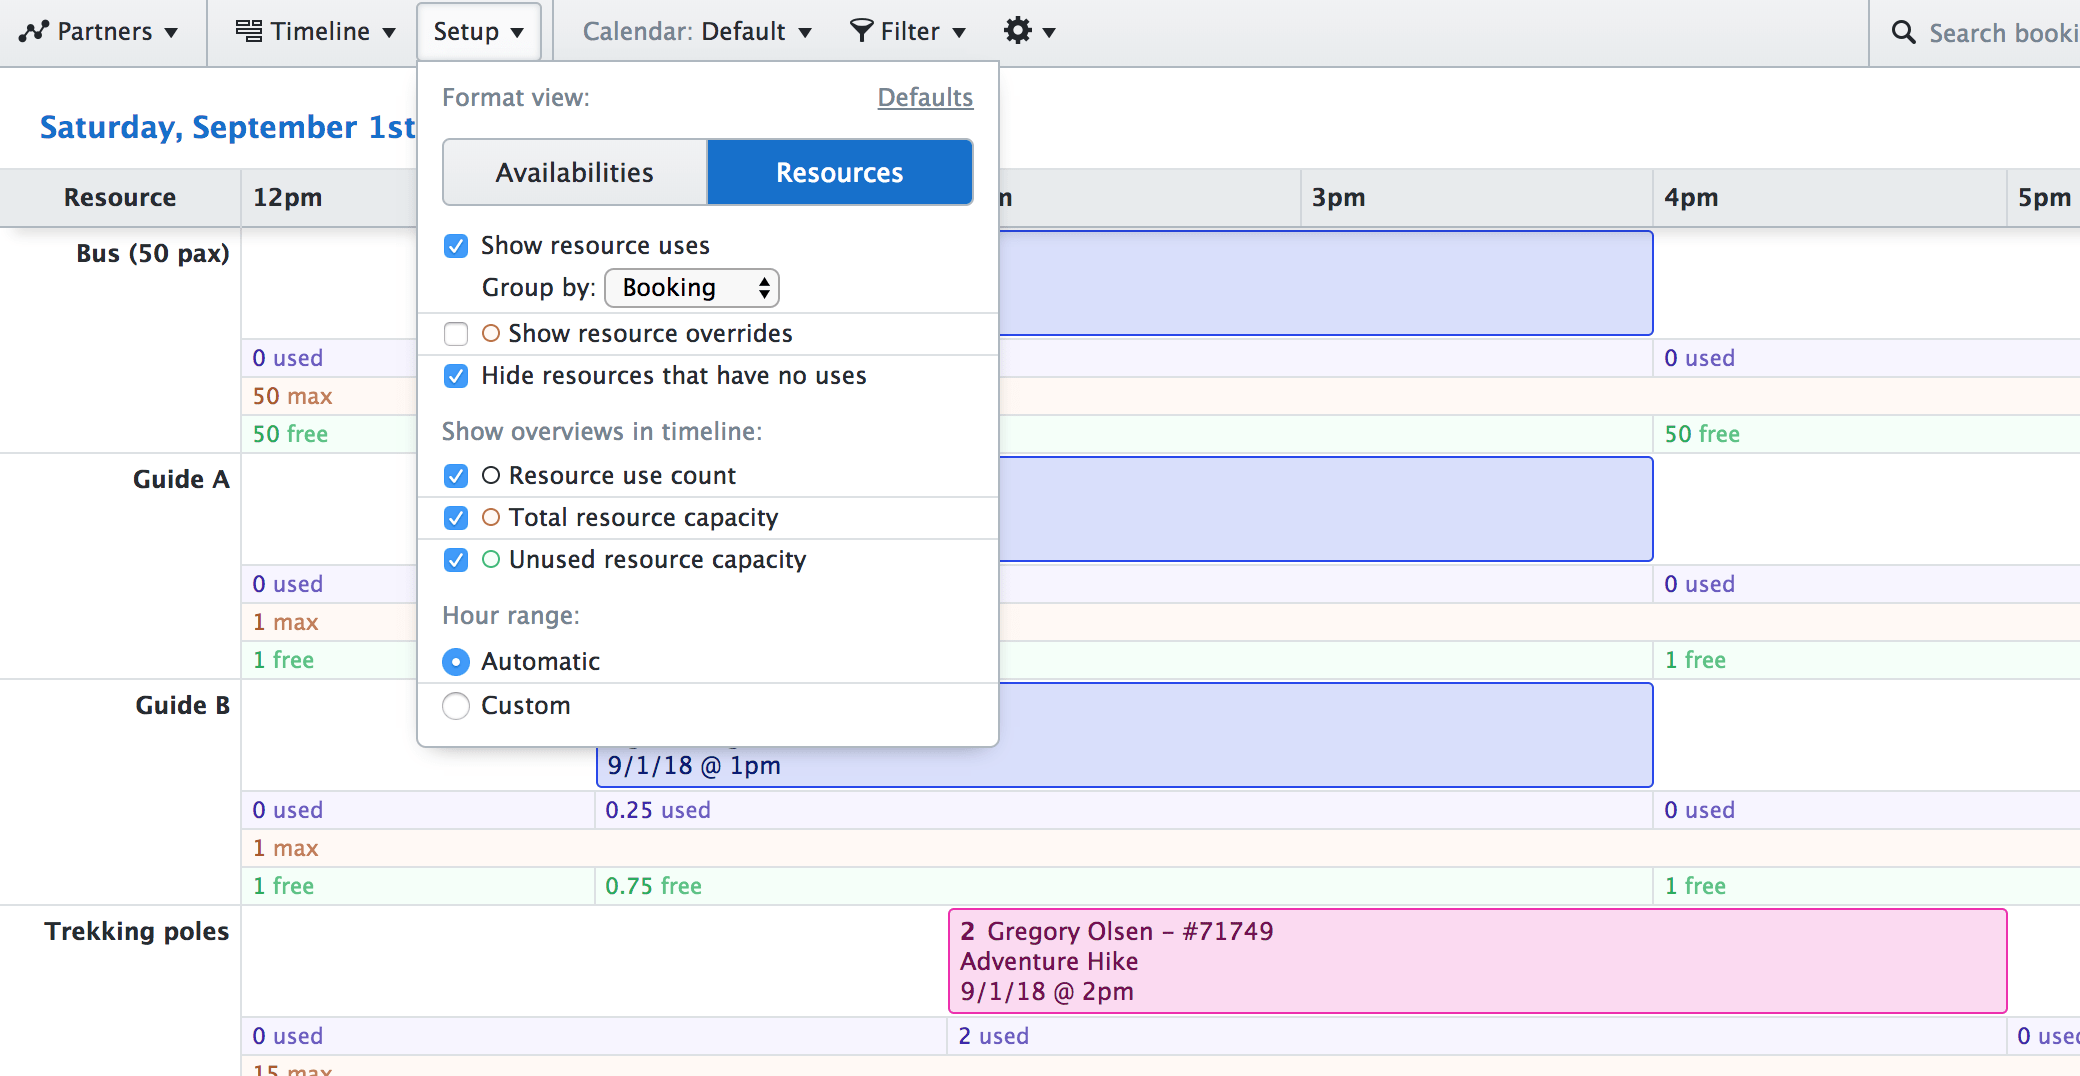 Partners ▼ Timeline ▼ Setup ▼ Calendar: Default ▼ Filter ▼ ▼ Search booki
Format view: Defaults
Saturday, September 1st
Availabilities Resources
Resource 12pm 3pm 4pm 5pm
Bus (50 pax)
Show resource uses
Group by: Booking
Show resource overrides
0 used 0 used
Hide resources that have no uses
50 max
Show overviews in timeline:
50 free 50 free
Guide A
Resource use count
Total resource capacity
Unused resource capacity
0 used 0 used
Hour range:
1 max
1 free 1 free
Automatic
Guide B
Custom
9/1/18 @ 1pm
0 used 0.25 used 0 used
1 max
1 free 0.75 free 1 free
Trekking poles
2 Gregory Olsen – #71749
Adventure Hike
9/1/18 @ 2pm
0 used 2 used 0 used
15 max